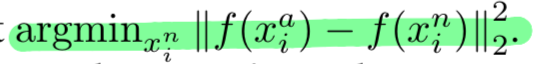 argmin_{x_i^n} ‖f(x_i^a) − f(x_i^n)‖_2^2.